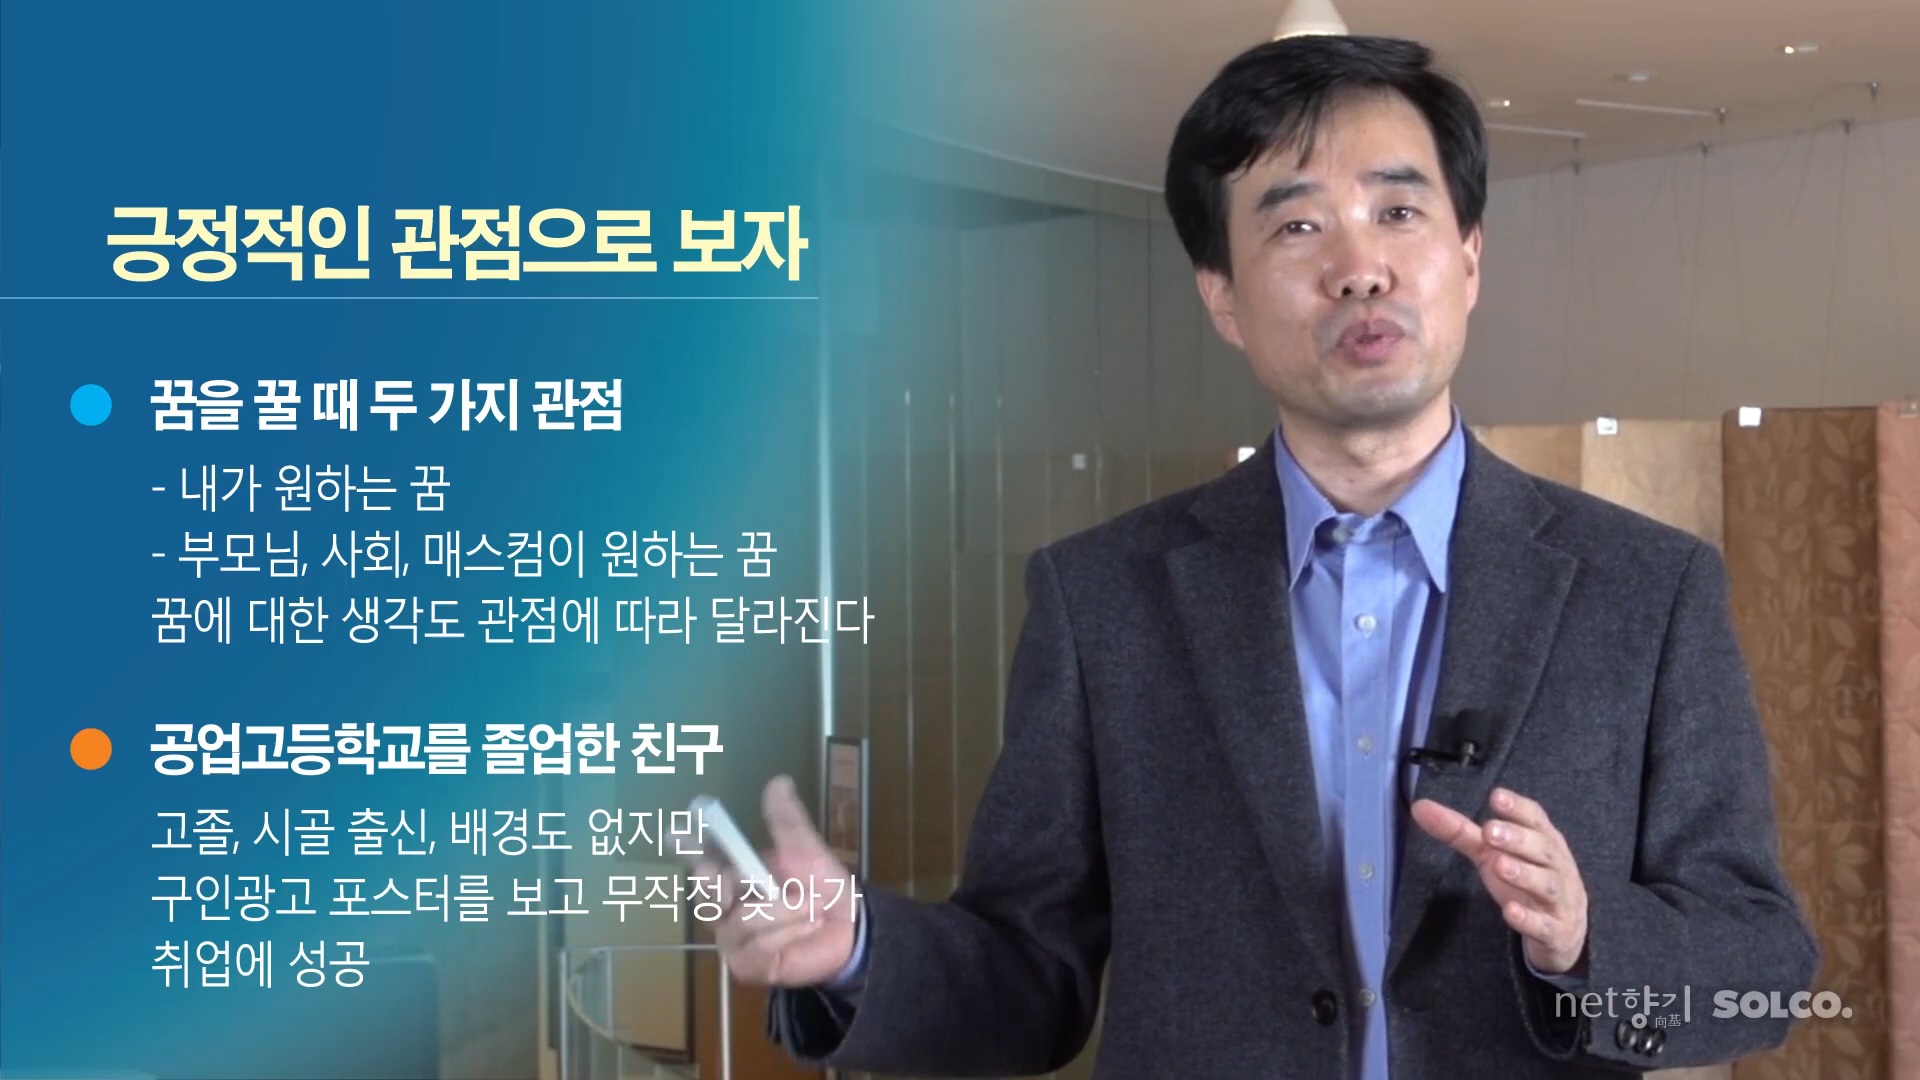 긍정적인 관점으로 보자
꿈을 꿀 때 두 가지 관점
- 내가 원하는 꿈
- 부모님, 사회, 매스컴이 원하는 꿈
꿈에 대한 생각도 관점에 따라 달라진다
공업고등학교를 졸업한 친구
고졸, 시골 출신, 배경도 없지만
구인광고 포스터를 보고 무작정 찾아가
취업에 성공
net향기 SOLCO.
向基